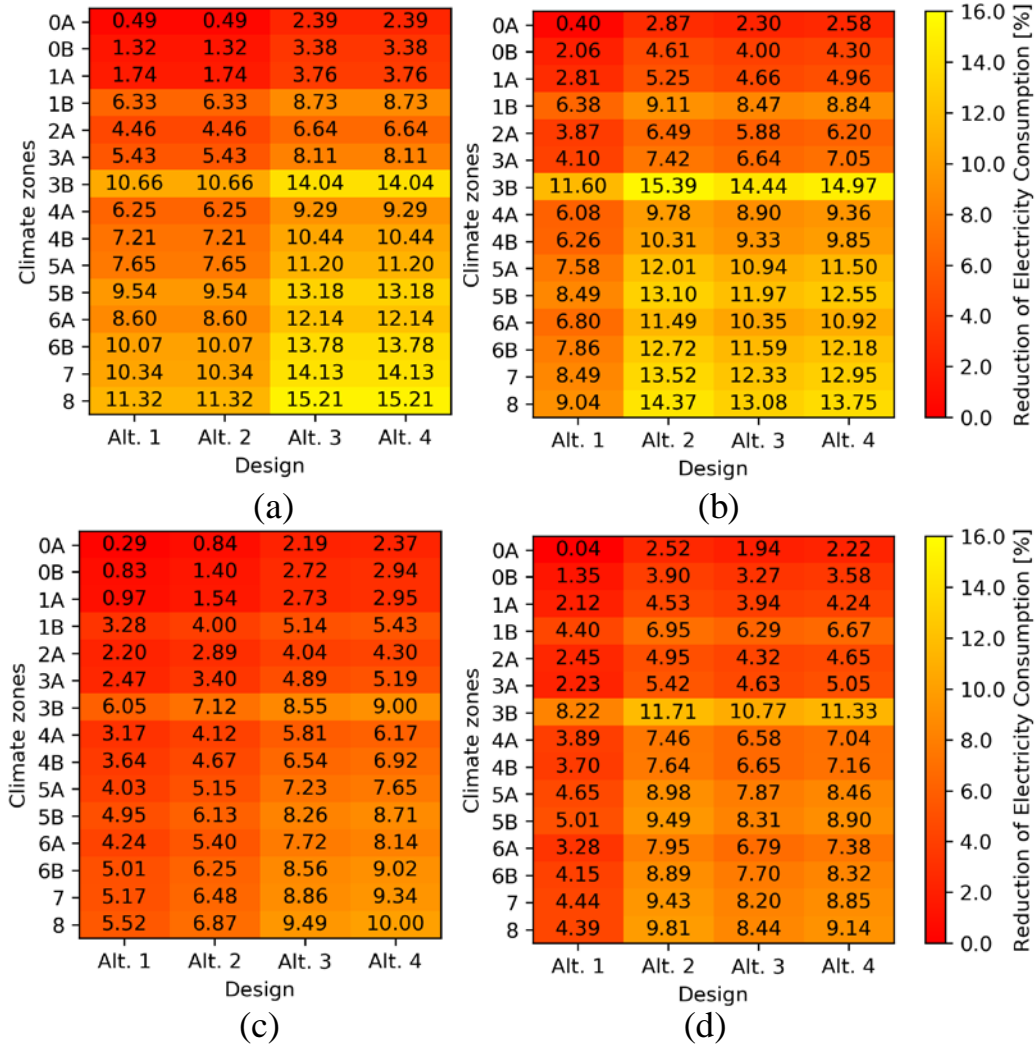 0A 0.49 0.49 2.39 2.39
0B 1.32 1.32 3.38 3.38
1A 1.74 1.74 3.76 3.76
1B 6.33 6.33 8.73 8.73
2A 4.46 4.46 6.64 6.64
3A 5.43 5.43 8.11 8.11
3B 10.66 10.66 14.04 14.04
4A 6.25 6.25 9.29 9.29
4B 7.21 7.21 10.44 10.44
5A 7.65 7.65 11.20 11.20
5B 9.54 9.54 13.18 13.18
6A 8.60 8.60 12.14 12.14
6B 10.07 10.07 13.78 13.78
7 10.34 10.34 14.13 14.13
8 11.32 11.32 15.21 15.21
Climate zones
Alt. 1 Alt. 2 Alt. 3 Alt. 4
Design
(a)
0A 0.40 2.87 2.30 2.58
0B 2.06 4.61 4.00 4.30
1A 2.81 5.25 4.66 4.96
1B 6.38 9.11 8.47 8.84
2A 3.87 6.49 5.88 6.20
3A 4.10 7.42 6.64 7.05
3B 11.60 15.39 14.44 14.97
4A 6.08 9.78 8.90 9.36
4B 6.26 10.31 9.33 9.85
5A 7.58 12.01 10.94 11.50
5B 8.49 13.10 11.97 12.55
6A 6.80 11.49 10.35 10.92
6B 7.86 12.72 11.59 12.18
7 8.49 13.52 12.33 12.95
8 9.04 14.37 13.08 13.75
Climate zones
Alt. 1 Alt. 2 Alt. 3 Alt. 4
Design
(b)
16.0
14.0
12.0
10.0
8.0
6.0
4.0
2.0
0.0
Reduction of Electricity Consumption [%]
0A 0.29 0.84 2.19 2.37
0B 0.83 1.40 2.72 2.94
1A 0.97 1.54 2.73 2.95
1B 3.28 4.00 5.14 5.43
2A 2.20 2.89 4.04 4.30
3A 2.47 3.40 4.89 5.19
3B 6.05 7.12 8.55 9.00
4A 3.17 4.12 5.81 6.17
4B 3.64 4.67 6.54 6.92
5A 4.03 5.15 7.23 7.65
5B 4.95 6.13 8.26 8.71
6A 4.24 5.40 7.72 8.14
6B 5.01 6.25 8.56 9.02
7 5.17 6.48 8.86 9.34
8 5.52 6.87 9.49 10.00
Climate zones
Alt. 1 Alt. 2 Alt. 3 Alt. 4
Design
(c)
0A 0.04 2.52 1.94 2.22
0B 1.35 3.90 3.27 3.58
1A 2.12 4.53 3.94 4.24
1B 4.40 6.95 6.29 6.67
2A 2.45 4.95 4.32 4.65
3A 2.23 5.42 4.63 5.05
3B 8.22 11.71 10.77 11.33
4A 3.89 7.46 6.58 7.04
4B 3.70 7.64 6.65 7.16
5A 4.65 8.98 7.87 8.46
5B 5.01 9.49 8.31 8.90
6A 3.28 7.95 6.79 7.38
6B 4.15 8.89 7.70 8.32
7 4.44 9.43 8.20 8.85
8 4.39 9.81 8.44 9.14
Climate zones
Alt. 1 Alt. 2 Alt. 3 Alt. 4
Design
(d)
16.0
14.0
12.0
10.0
8.0
6.0
4.0
2.0
0.0
Reduction of Electricity Consumption [%]